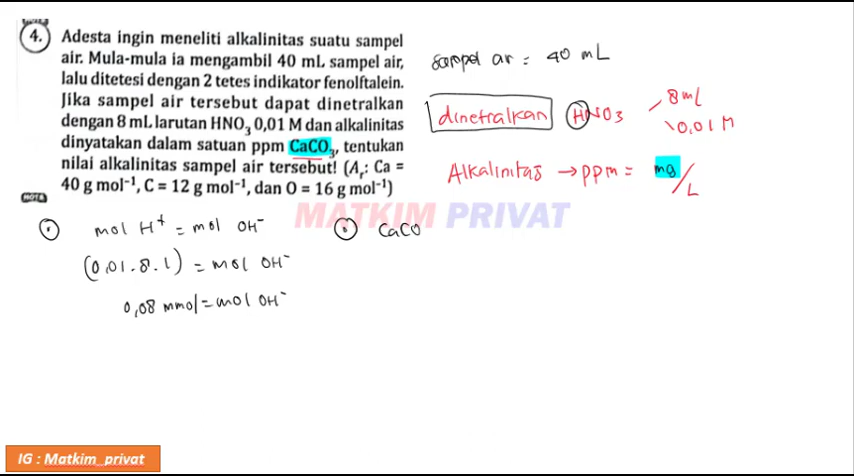 NOTE
4. Adesta ingin meneliti alkalinitas suatu sampel
air. Mula-mula ia mengambil 40 mL sampel air,
lalu ditetesi dengan 2 tetes indikator fenolftalein.
Jika sampel air tersebut dapat dinetralkan
dengan 8 mL larutan HNO₃ 0,01 M dan alkalinitas
dinyatakan dalam satuan ppm CaCO₃, tentukan
nilai alkalinitas sampel air tersebut! (Aᵣ: Ca =
40 g mol⁻¹, C = 12 g mol⁻¹, dan O = 16 g mol⁻¹)
sampel air = 40 mL
dinetralkan HNO₃ 8 mL
0,01 M
Alkalinitas → ppm = mg/L
MATKIM PRIVAT
mol H⁺ = mol OH⁻
(0,01 . 8 . 1) = mol OH⁻
0,08 mmol = mol OH⁻
CaCO
IG : Matkim_privat